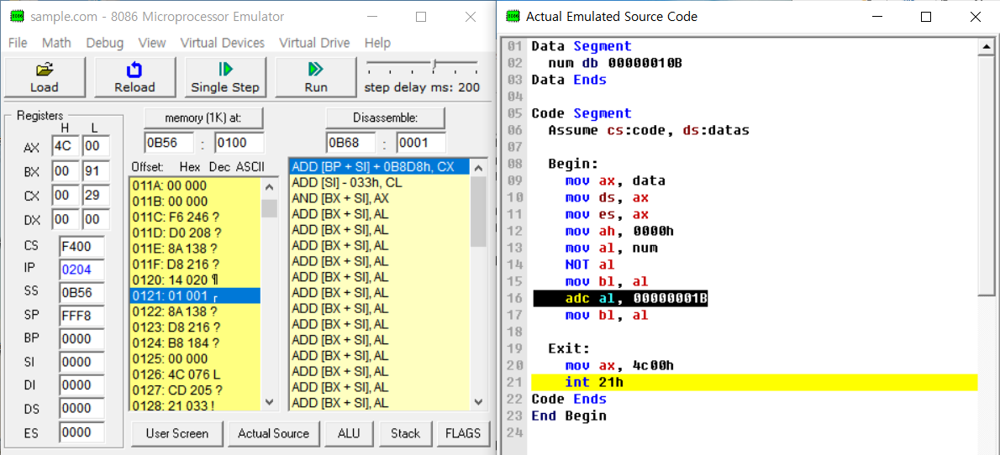 sample.com - 8086 Microprocessor Emulator
File Math Debug View Virtual Devices Virtual Drive Help
Load Reload Single Step Run step delay ms: 200
Registers
H L
AX 4C 00
BX 00 91
CX 00 29
DX 00 00
CS F400
IP 0204
SS 0B56
SP FFF8
BP 0000
SI 0000
DI 0000
DS 0000
ES 0000
memory (1K) at:
0B56 : 0100
Offset: Hex Dec ASCII
011A: 00 000
011B: 00 000
011C: F6 246 ?
011D: D0 208 ?
011E: 8A 138 ?
011F: D8 216 ?
0120: 14 020 ¶
0121: 01 001 ┌
0122: 8A 138 ?
0123: D8 216 ?
0124: B8 184 ?
0125: 00 000
0126: 4C 076 L
0127: CD 205 ?
0128: 21 033 !
Disassemble:
0B68 : 0001
ADD [BP + SI] + 0B8D8h, CX
ADD [SI] - 033h, CL
AND [BX + SI], AX
ADD [BX + SI], AL
ADD [BX + SI], AL
ADD [BX + SI], AL
ADD [BX + SI], AL
ADD [BX + SI], AL
ADD [BX + SI], AL
ADD [BX + SI], AL
ADD [BX + SI], AL
ADD [BX + SI], AL
ADD [BX + SI], AL
ADD [BX + SI], AL
ADD [BX + SI], AL
ADD [BX + SI], AL
User Screen Actual Source ALU Stack FLAGS
Actual Emulated Source Code
01 Data Segment
02 num db 00000010B
03 Data Ends
04
05 Code Segment
06 Assume cs:code, ds:datas
07
08 Begin:
09 mov ax, data
10 mov ds, ax
11 mov es, ax
12 mov ah, 0000h
13 mov al, num
14 NOT al
15 mov bl, al
16 adc al, 00000001B
17 mov bl, al
18
19 Exit:
20 mov ax, 4c00h
21 int 21h
22 Code Ends
23 End Begin
24